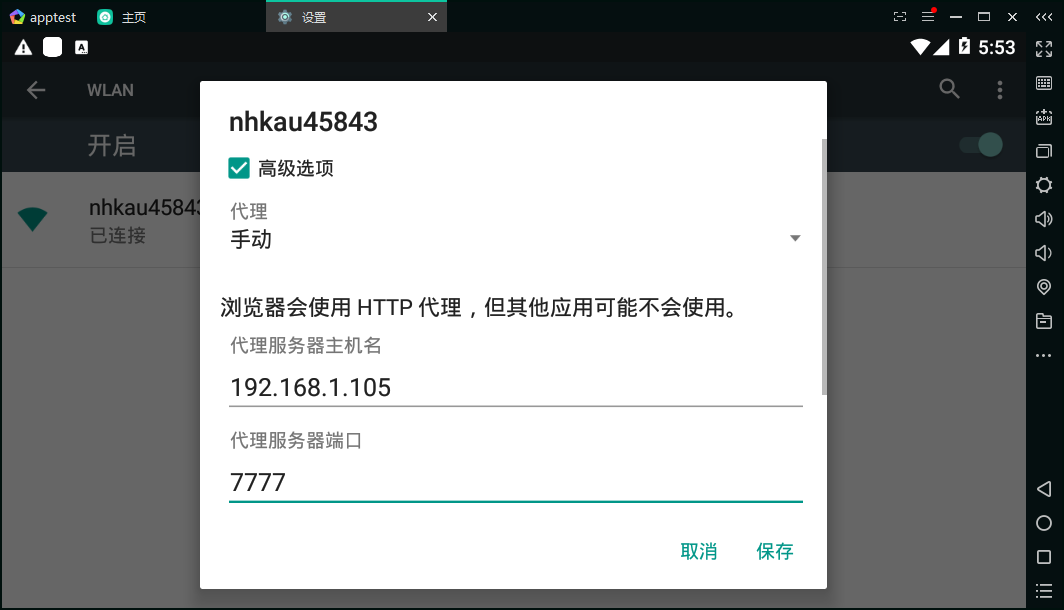 apptest
主页
设置
A
5:53
WLAN
开启
nhkau45843
已连接
nhkau45843
高级选项
代理
手动
浏览器会使用 HTTP 代理，但其他应用可能不会使用。
代理服务器主机名
192.168.1.105
代理服务器端口
7777
取消
保存
APK